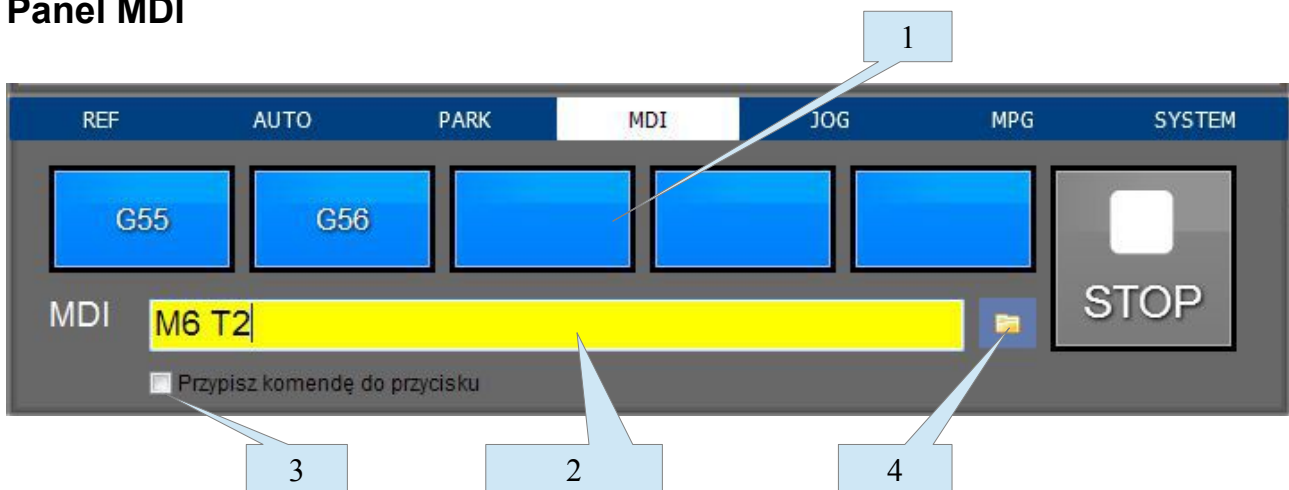 Panel MDI
1
REF AUTO PARK MDI JOG MPG SYSTEM
G55 G56
STOP
MDI M6 T2
Przypisz komendę do przycisku
3 2 4